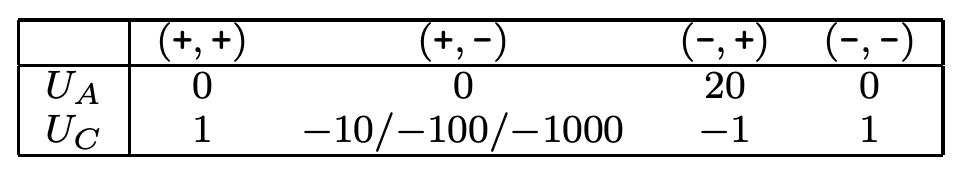 (+, +) (+, -) (-, +) (-, -)
U_A 0 0 20 0
U_C 1 −10/−100/−1000 −1 1